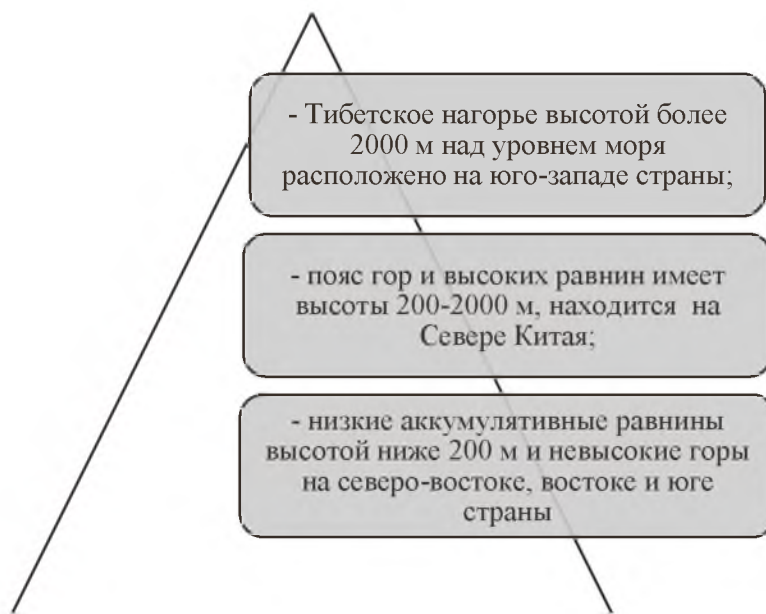 - Тибетское нагорье высотой более
2000 м над уровнем моря
расположено на юго-западе страны;
- пояс гор и высоких равнин имеет
высоты 200-2000 м, находится на
Севере Китая;
- низкие аккумулятивные равнины
высотой ниже 200 м и невысокие горы
на северо-востоке, востоке и юге
страны